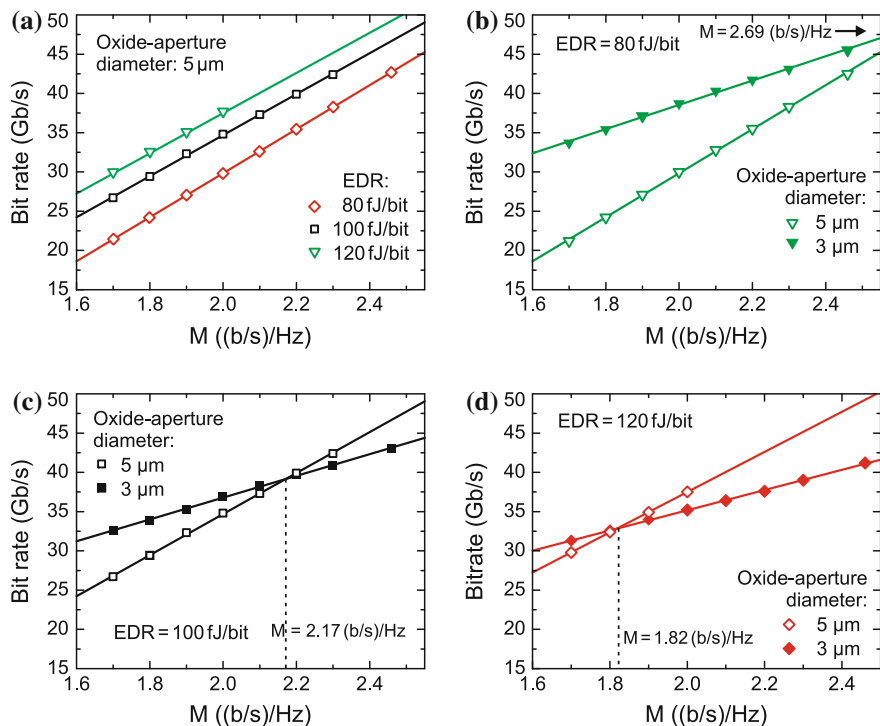 (a)
Oxide-aperture
diameter: 5 µm
EDR:
80 fJ/bit
100 fJ/bit
120 fJ/bit
50
45
40
35
30
25
20
15
Bit rate (Gb/s)
1.6 1.8 2.0 2.2 2.4
M ((b/s)/Hz)
(b)
EDR = 80 fJ/bit
M = 2.69 (b/s)/Hz
Oxide-aperture
diameter:
5 µm
3 µm
50
45
40
35
30
25
20
15
Bit rate (Gb/s)
1.6 1.8 2.0 2.2 2.4
M ((b/s)/Hz)
(c)
Oxide-aperture
diameter:
5 µm
3 µm
EDR = 100 fJ/bit
M = 2.17 (b/s)/Hz
50
45
40
35
30
25
20
15
Bit rate (Gb/s)
1.6 1.8 2.0 2.2 2.4
M ((b/s)/Hz)
(d)
EDR = 120 fJ/bit
Oxide-aperture
diameter:
5 µm
3 µm
M = 1.82 (b/s)/Hz
50
45
40
35
30
25
20
15
Bitrate (Gb/s)
1.6 1.8 2.0 2.2 2.4
M ((b/s)/Hz)